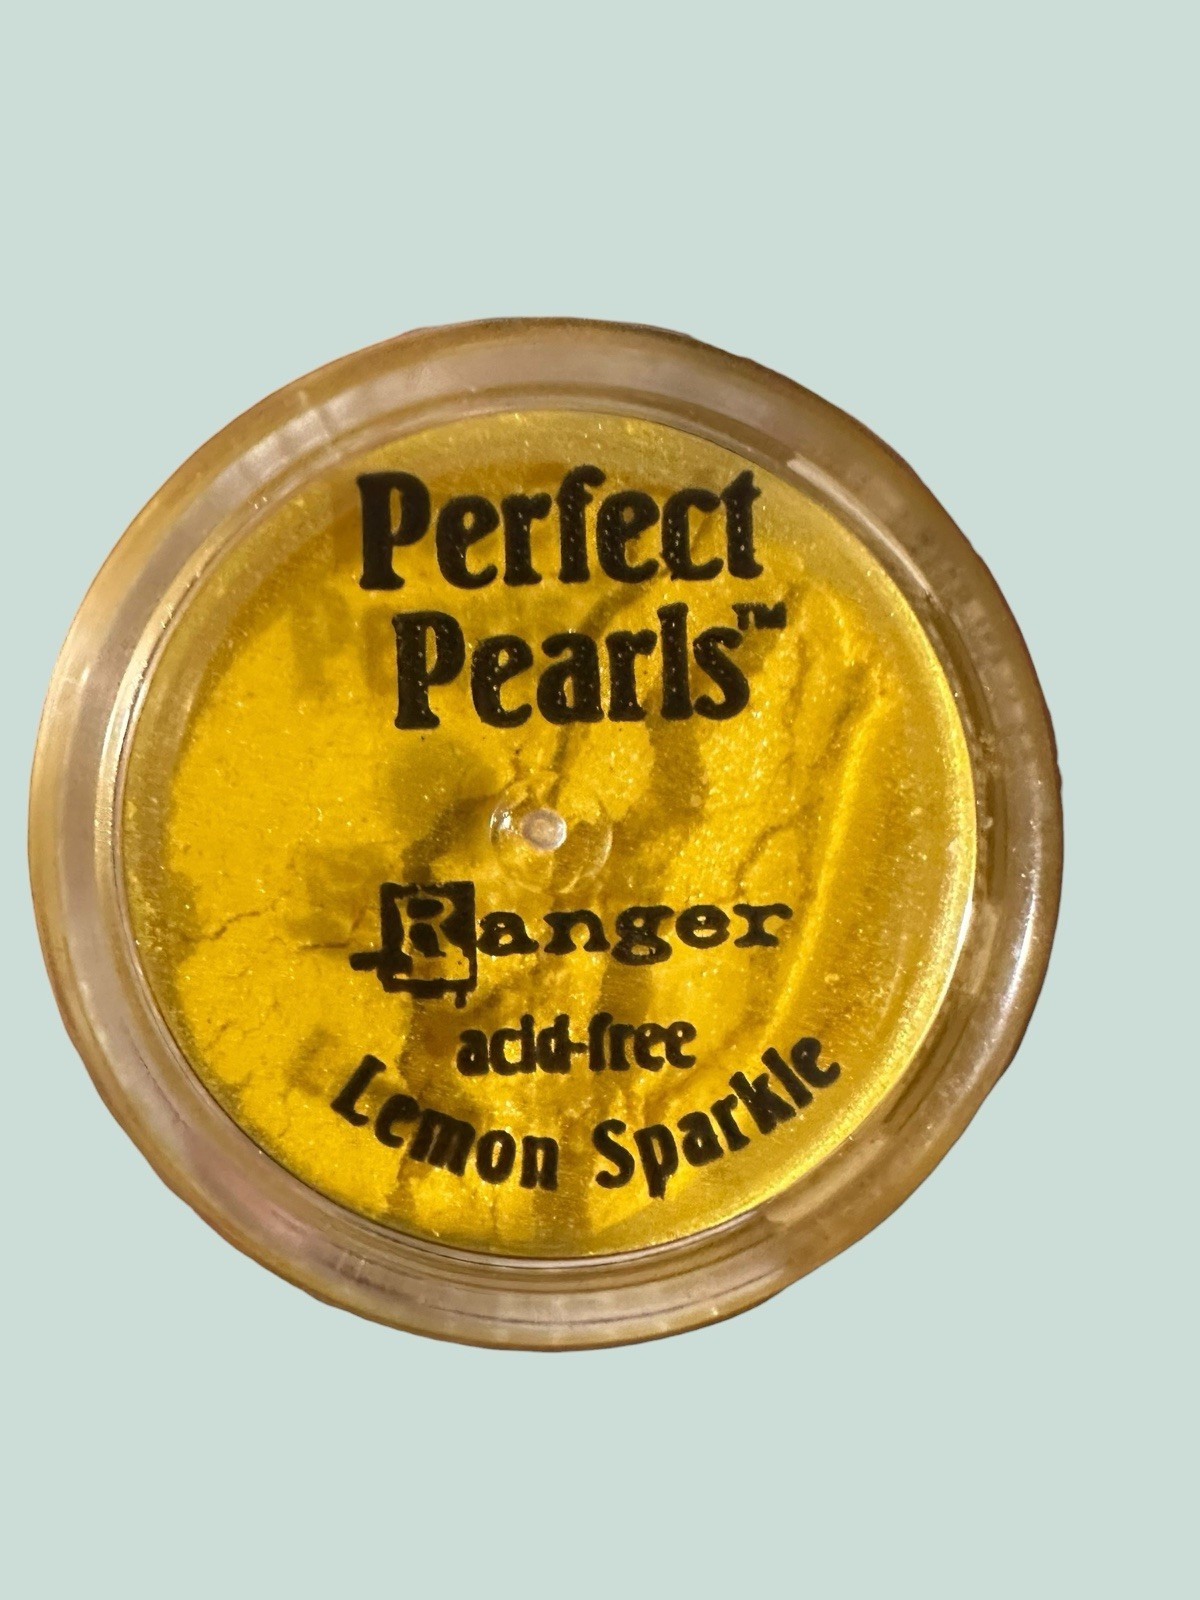 Perfect
Pearls™
Ranger
acid-free
Lemon Sparkle